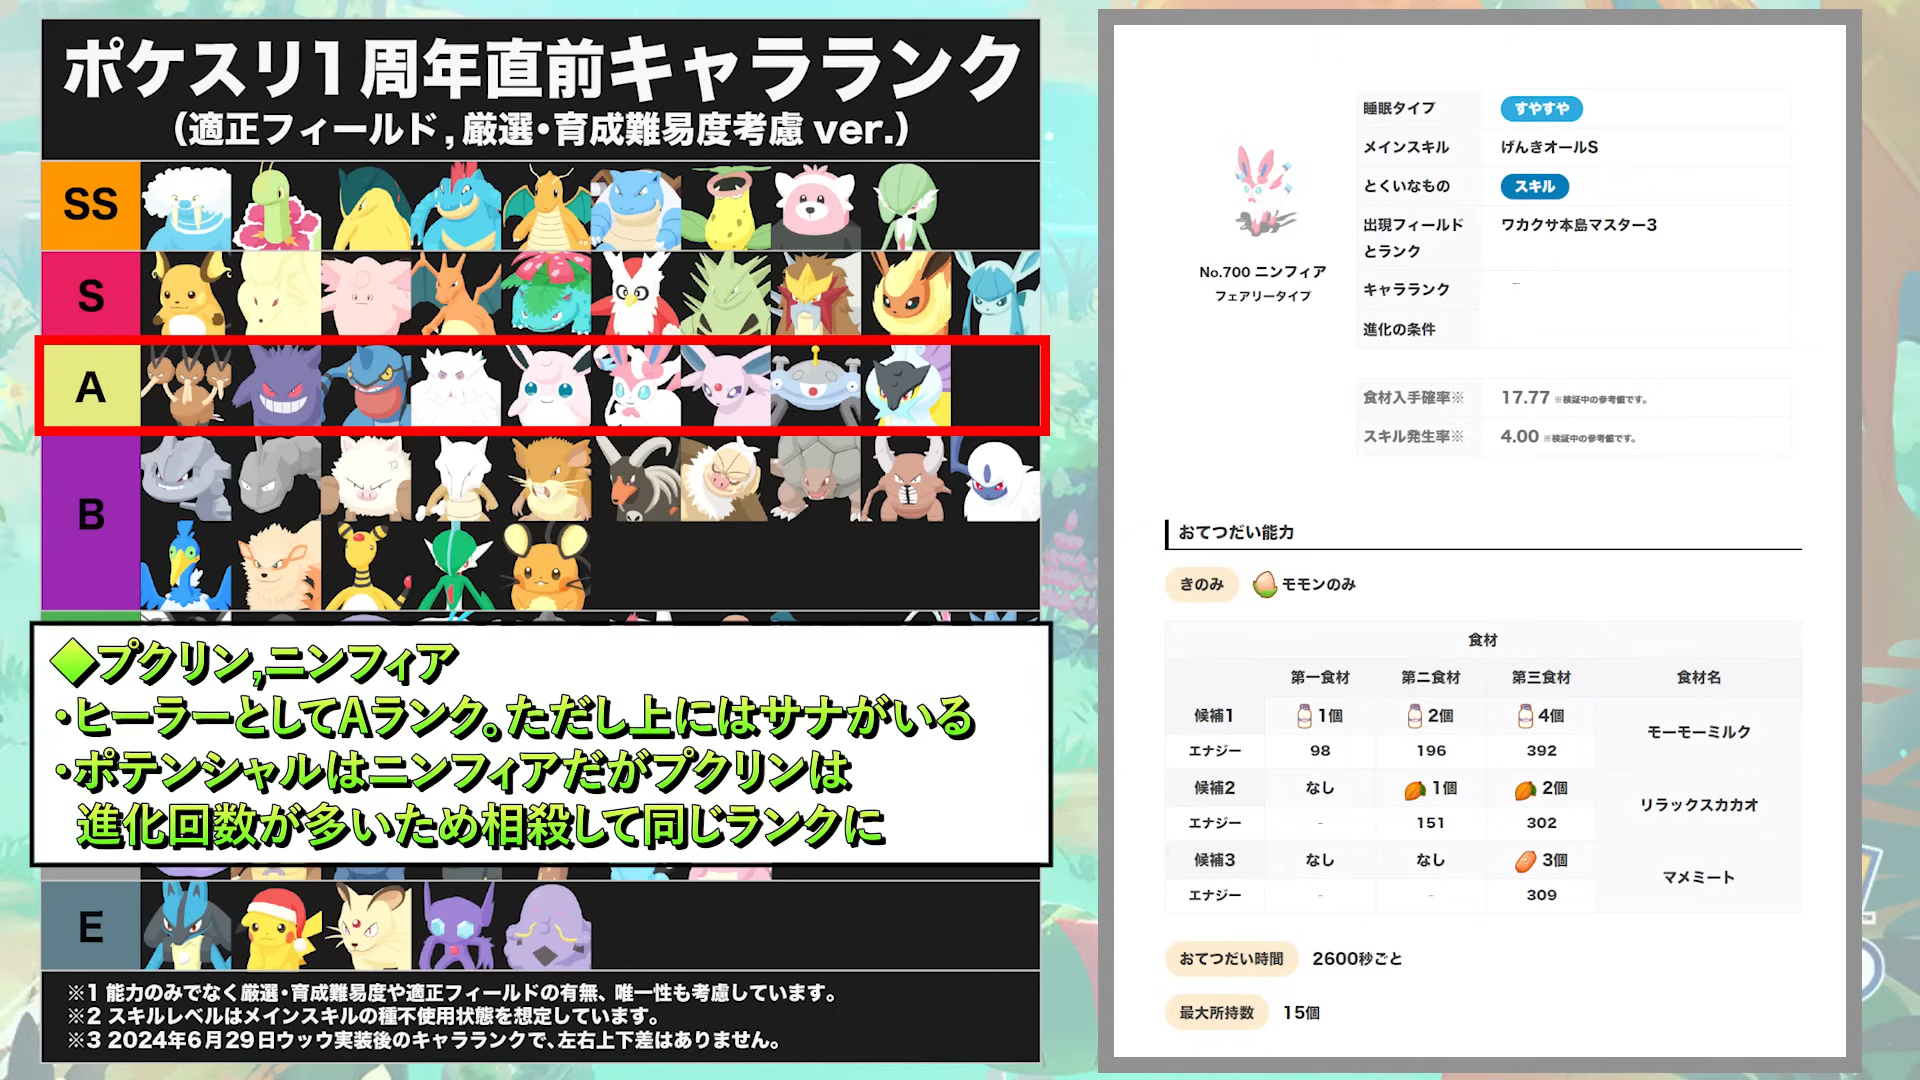 ポケスリ1周年直前キャラランク
(適正フィールド,厳選・育成難易度考慮 ver.)
SS
S
A
B
◆プクリン,ニンフィア
・ヒーラーとしてAランク。ただし上にはサナがいる
・ポテンシャルはニンフィアだがプクリンは
進化回数が多いため相殺して同じランクに
E
※1 能力のみでなく厳選・育成難易度や適正フィールドの有無、唯一性も考慮しています。
※2 スキルレベルはメインスキルの種不使用状態を想定しています。
※3 2024年6月29日ウッウ実装後のキャラランクで、左右上下差はありません。
No.700 ニンフィア
フェアリータイプ
睡眠タイプ すやすや
メインスキル げんきオールS
とくいなもの スキル
出現フィールド ワカクサ本島マスター3
とランク
キャラランク -
進化の条件
食材入手確率※ 17.77 ※検証中の参考値です。
スキル発生率※ 4.00 ※検証中の参考値です。
おてつだい能力
きのみ モモンのみ
食材
第一食材 第二食材 第三食材 食材名
候補1 1個 2個 4個 モーモーミルク
エナジー 98 196 392
候補2 なし 1個 2個 リラックスカカオ
エナジー - 151 302
候補3 なし なし 3個 マメミート
エナジー - - 309
おてつだい時間 2600秒ごと
最大所持数 15個